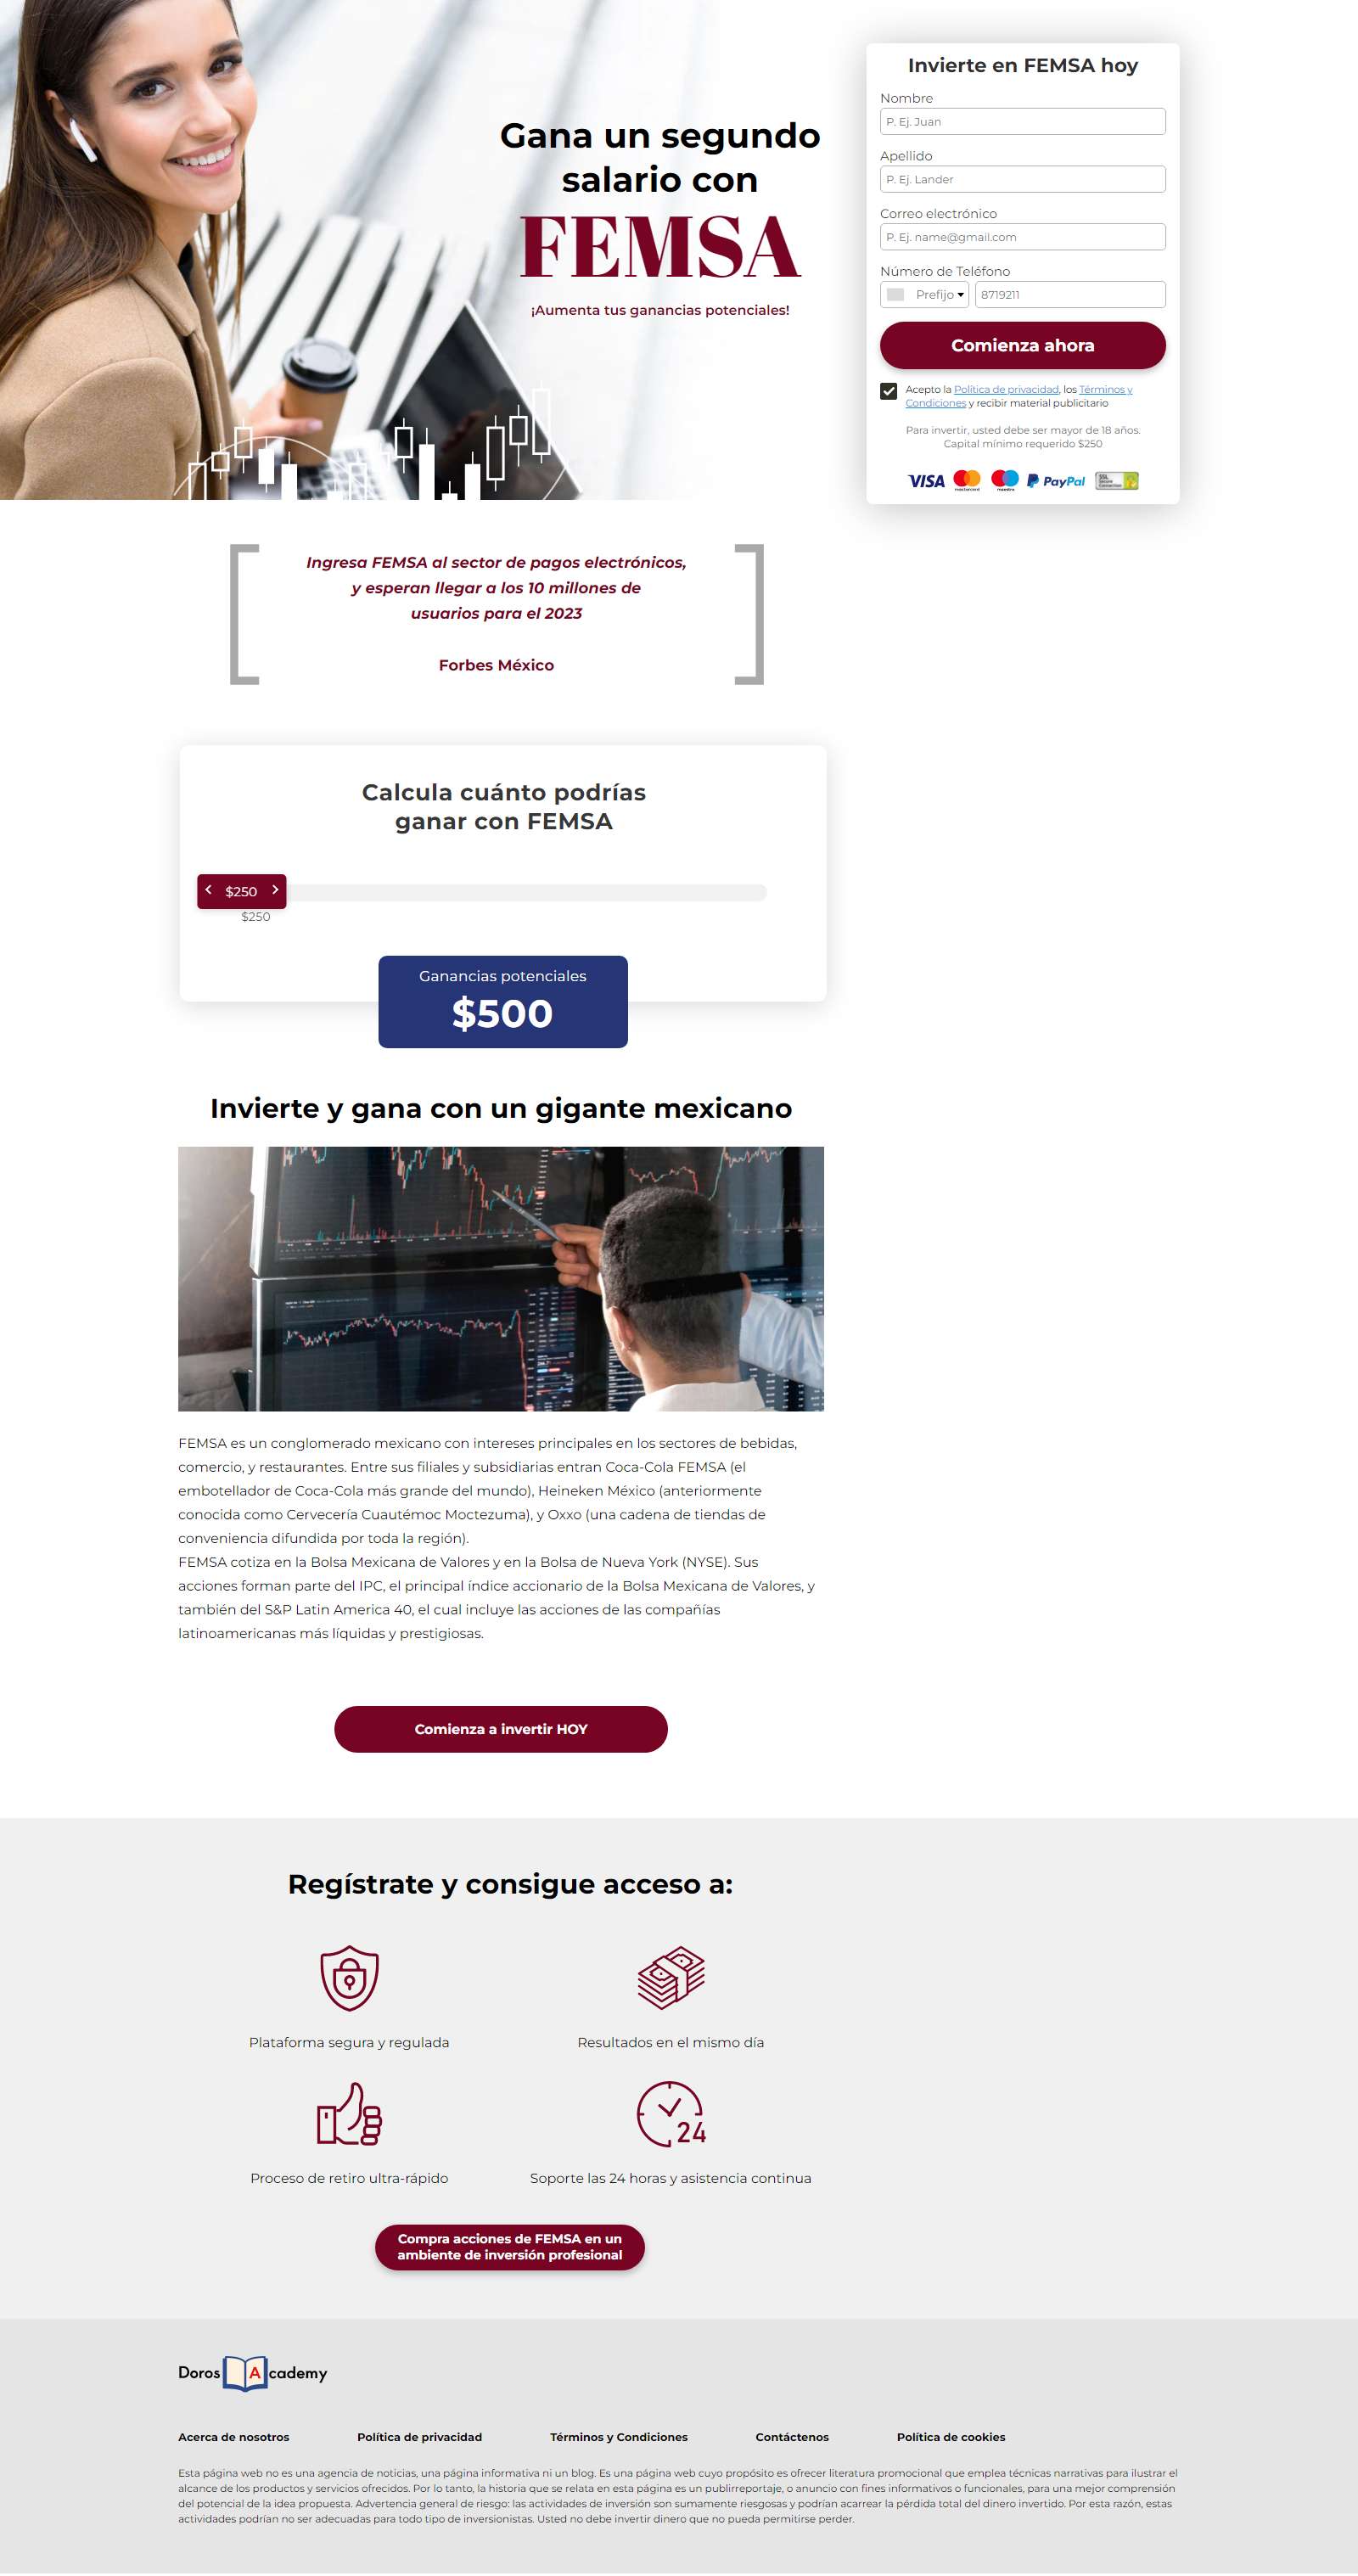 Gana un segundo
salario con
FEMSA
¡Aumenta tus ganancias potenciales!
Invierte en FEMSA hoy
Nombre
P. Ej. Juan
Apellido
P. Ej. Lander
Correo electrónico
P. Ej. name@gmail.com
Número de Teléfono
Prefijo 8719211
Comienza ahora
Acepto la Política de privacidad, los Términos y
Condiciones y recibir material publicitario
Para invertir, usted debe ser mayor de 18 años.
Capital mínimo requerido $250
VISA PayPal
Ingresa FEMSA al sector de pagos electrónicos,
y esperan llegar a los 10 millones de
usuarios para el 2023
Forbes México
Calcula cuánto podrías
ganar con FEMSA
$250
$250
Ganancias potenciales
$500
Invierte y gana con un gigante mexicano
FEMSA es un conglomerado mexicano con intereses principales en los sectores de bebidas,
comercio, y restaurantes. Entre sus filiales y subsidiarias entran Coca-Cola FEMSA (el
embotellador de Coca-Cola más grande del mundo), Heineken México (anteriormente
conocida como Cervecería Cuautémoc Moctezuma), y Oxxo (una cadena de tiendas de
conveniencia difundida por toda la región).
FEMSA cotiza en la Bolsa Mexicana de Valores y en la Bolsa de Nueva York (NYSE). Sus
acciones forman parte del IPC, el principal índice accionario de la Bolsa Mexicana de Valores, y
también del S&P Latin America 40, el cual incluye las acciones de las compañías
latinoamericanas más líquidas y prestigiosas.
Comienza a invertir HOY
Regístrate y consigue acceso a:
Plataforma segura y regulada
Resultados en el mismo día
24
Proceso de retiro ultra-rápido
Soporte las 24 horas y asistencia continua
Compra acciones de FEMSA en un
ambiente de inversión profesional
Doros Academy
Acerca de nosotros
Política de privacidad
Términos y Condiciones
Contáctenos
Política de cookies
Esta página web no es una agencia de noticias, una página informativa ni un blog. Es una página web cuyo propósito es ofrecer literatura promocional que emplea técnicas narrativas para ilustrar el
alcance de los productos y servicios ofrecidos. Por lo tanto, la historia que se relata en esta página es un publirreportaje, o anuncio con fines informativos o funcionales, para una mejor comprensión
del potencial de la idea propuesta. Advertencia general de riesgo: las actividades de inversión son sumamente riesgosas y podrían acarrear la pérdida total del dinero invertido. Por esta razón, estas
actividades podrían no ser adecuadas para todo tipo de inversionistas. Usted no debe invertir dinero que no pueda permitirse perder.